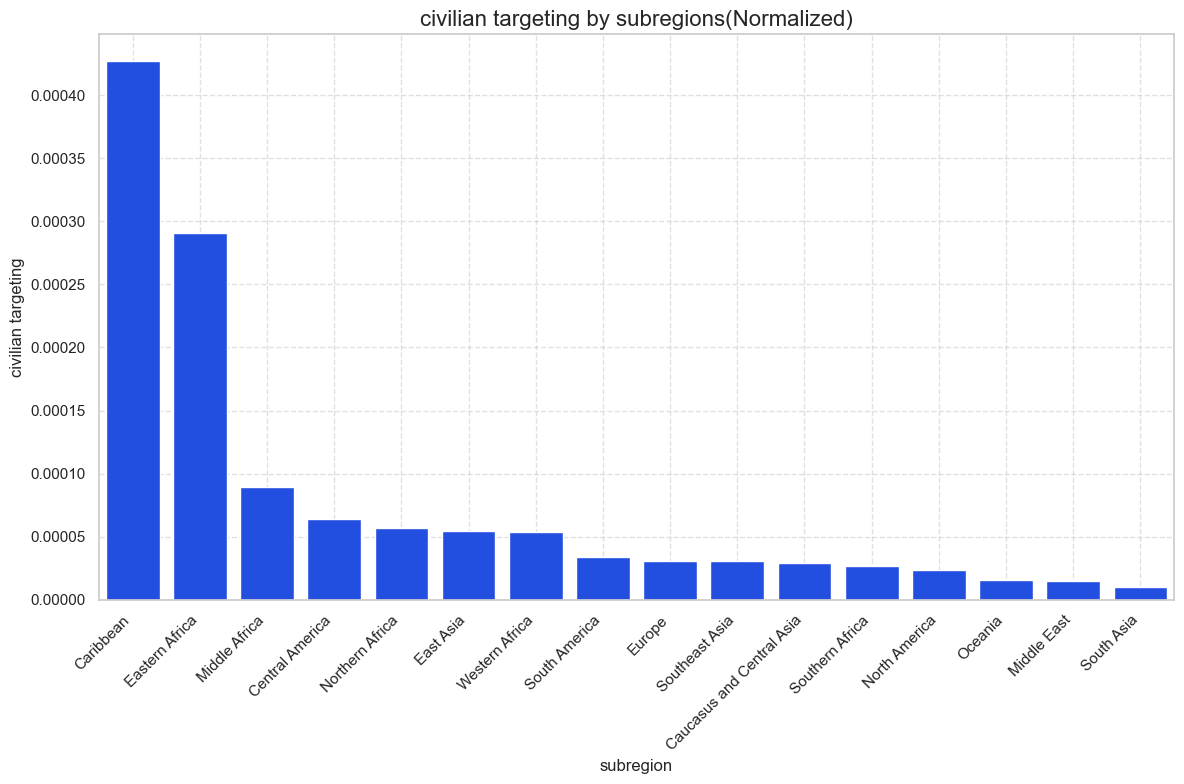 civilian targeting by subregions(Normalized)
civilian targeting
0.00040
0.00035
0.00030
0.00025
0.00020
0.00015
0.00010
0.00005
0.00000
Caribbean
Eastern Africa
Middle Africa
Central America
Northern Africa
East Asia
Western Africa
South America
Europe
Southeast Asia
Caucasus and Central Asia
Southern Africa
North America
Oceania
Middle East
South Asia
subregion